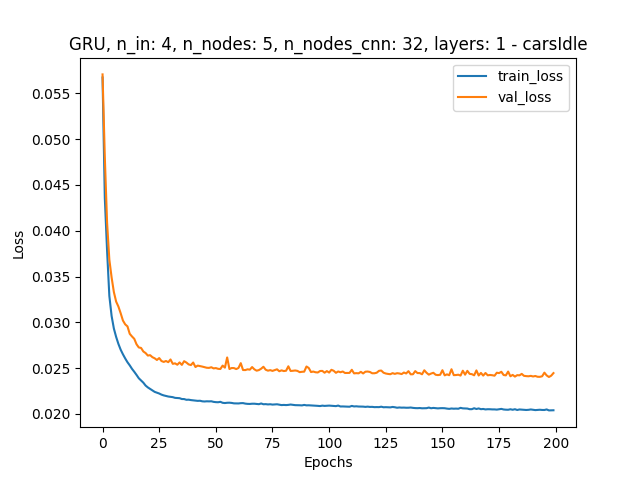 GRU, n_in: 4, n_nodes: 5, n_nodes_cnn: 32, layers: 1 - carsIdle
train_loss
val_loss
0.055
0.050
0.045
0.040
0.035
0.030
0.025
0.020
Loss
0 25 50 75 100 125 150 175 200
Epochs